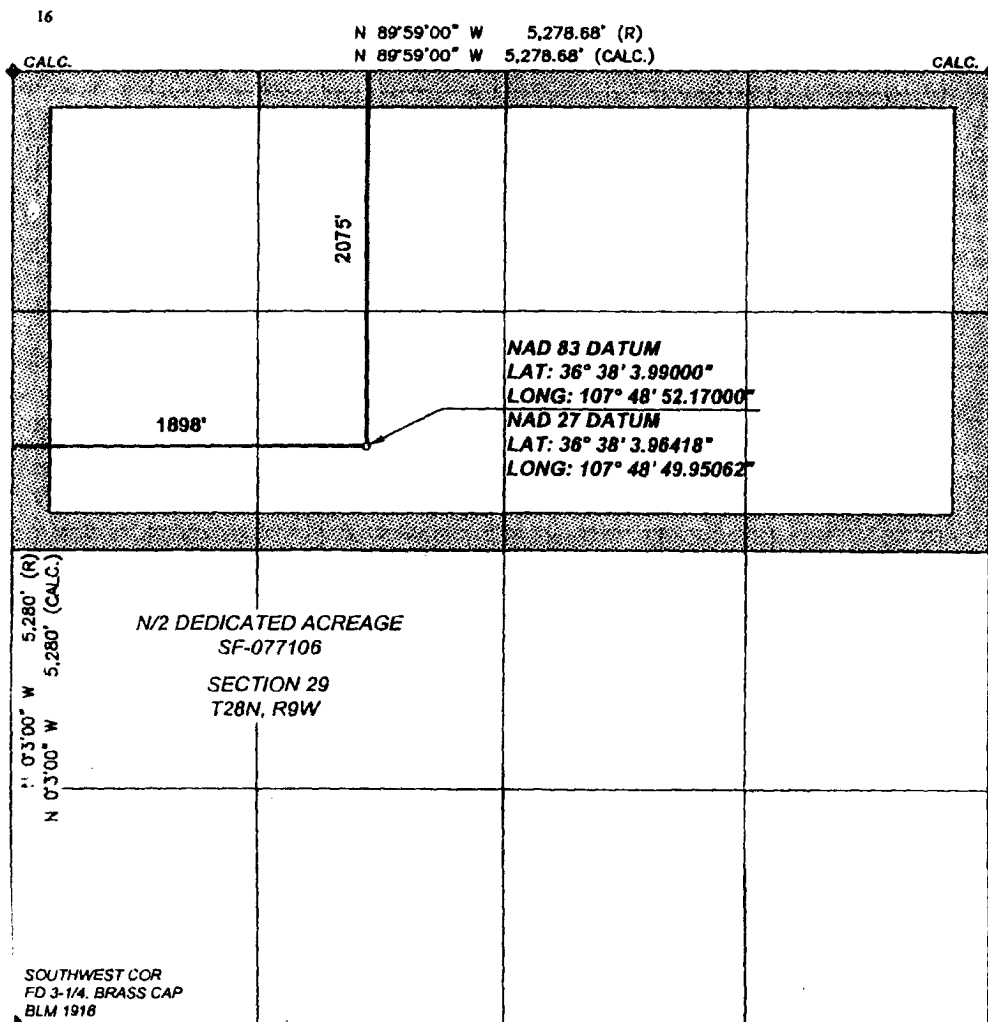 16
N 89°59'00" W 5,278.68' (R)
N 89°59'00" W 5,278.68' (CALC.)
CALC.
CALC.
2075'
NAD 83 DATUM
LAT: 36° 38' 3.99000"
LONG: 107° 48' 52.17000"
NAD 27 DATUM
LAT: 36° 38' 3.96418"
LONG: 107° 48' 49.95062"
1898'
N 0°3'00" W 5,280' (R)
N 0°3'00" W 5,280' (CALC.)
N/2 DEDICATED ACREAGE
SF-077106
SECTION 29
T28N, R9W
SOUTHWEST COR
FD 3-1/4. BRASS CAP
BLM 1916